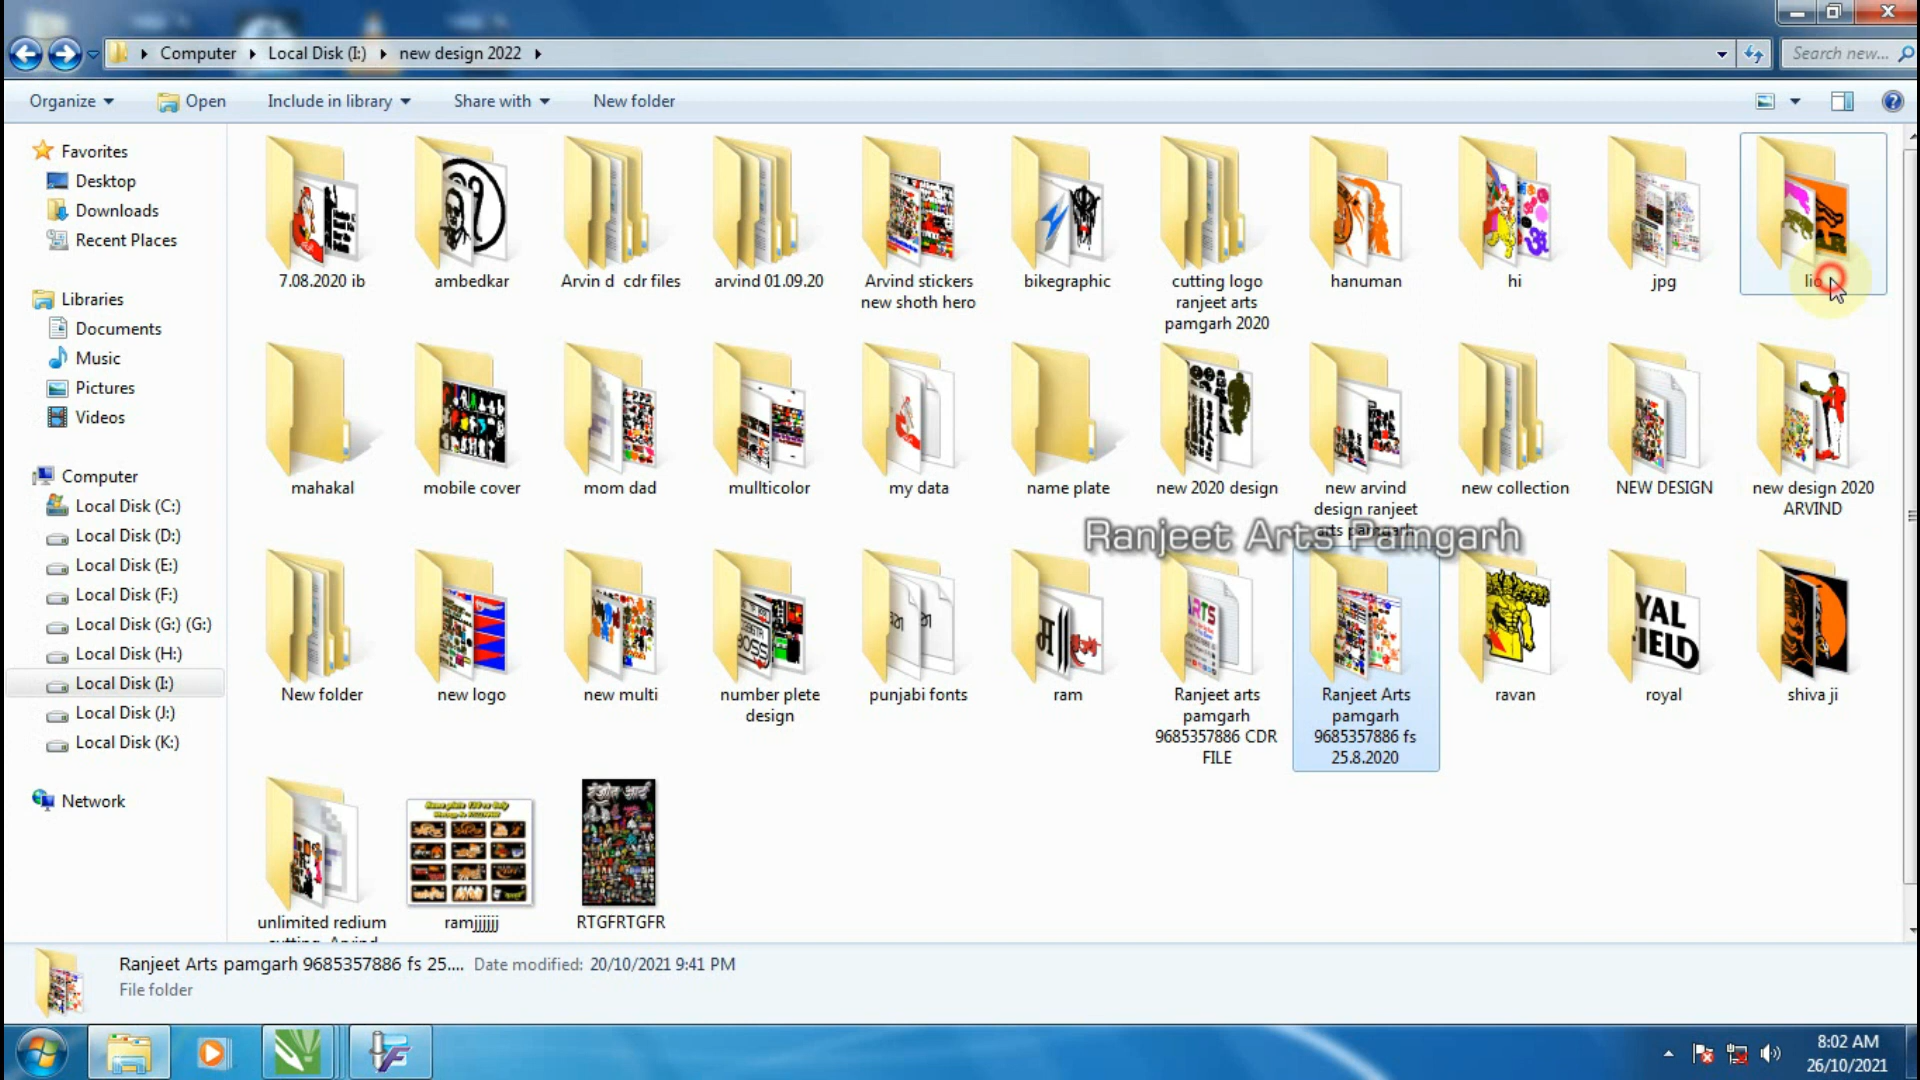 Computer Local Disk (I:) new design 2022
Search new...
Organize Open Include in library Share with New folder
Favorites
Desktop
Downloads
Recent Places
Libraries
Documents
Music
Pictures
Videos
Computer
Local Disk (C:)
Local Disk (D:)
Local Disk (E:)
Local Disk (F:)
Local Disk (G:) (G:)
Local Disk (H:)
Local Disk (I:)
Local Disk (J:)
Local Disk (K:)
Network
7.08.2020 ib
ambedkar
Arvin d cdr files
arvind 01.09.20
Arvind stickers
new shoth hero
bikegraphic
cutting logo
ranjeet arts
pamgarh 2020
hanuman
hi
jpg
mahakal
mobile cover
mom dad
mullticolor
my data
name plate
new 2020 design
new arvind
design ranjeet
arts pamgarh
new collection
NEW DESIGN
new design 2020
ARVIND
Ranjeet Arts Pamgarh
New folder
new logo
new multi
number plete
design
punjabi fonts
ram
Ranjeet arts
pamgarh
9685357886 CDR
FILE
Ranjeet Arts
pamgarh
9685357886 fs
25.8.2020
ravan
YAL
IELD
royal
shiva ji
unlimited redium
ramjjjjjj
RTGFRTGFR
Ranjeet Arts pamgarh 9685357886 fs 25.... Date modified: 20/10/2021 9:41 PM
File folder
8:02 AM
26/10/2021